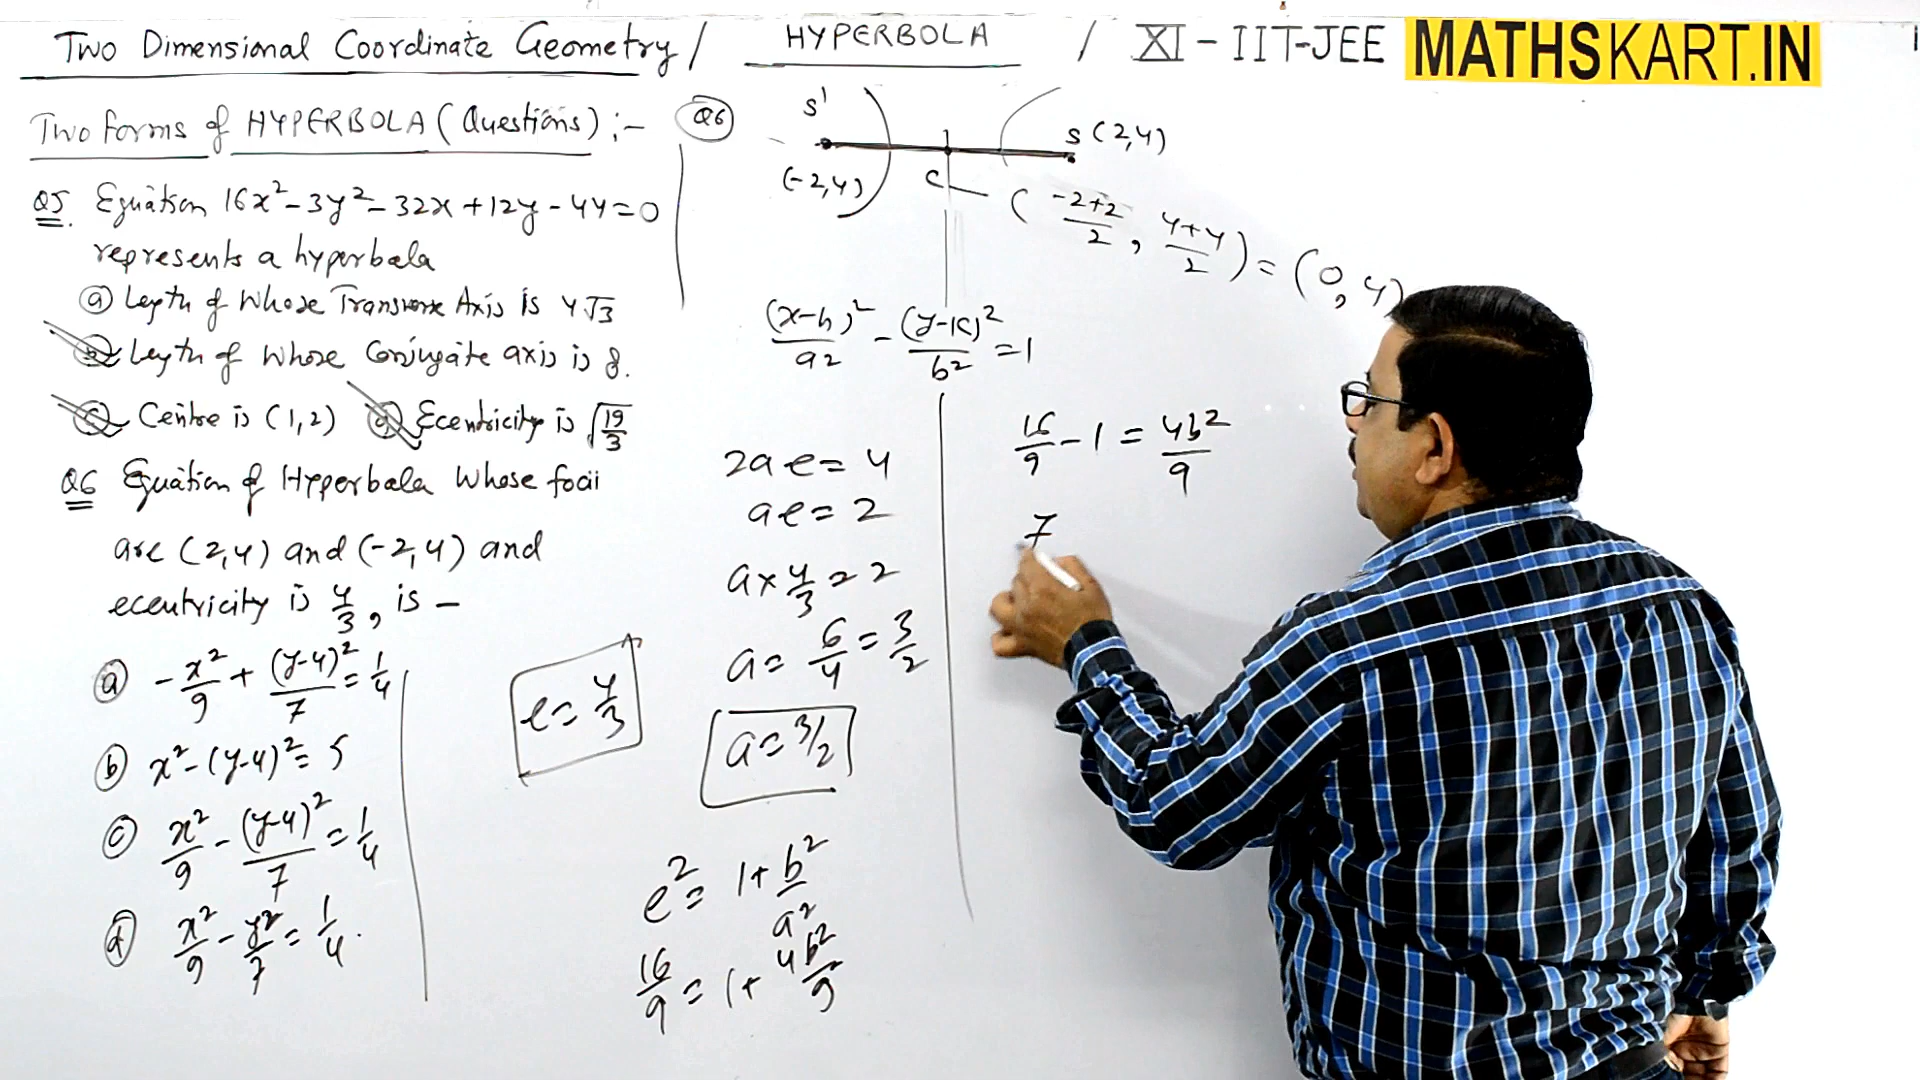 Two Dimensional Coordinate Geometry / HYPERBOLA / XI - IIT-JEE MATHSKART.IN
Two forms of HYPERBOLA (Questions) :-
Q5. Equation 16x² - 3y² - 32x + 12y - 44 = 0
represents a hyperbola
(a) Length of Whose Transverse Axis is 4√3
(b) Length of Whose Conjugate axis is 8.
(c) Centre is (1,2) (d) Ecentricity is √(19/3)
Q6 Equation of Hyperbola Whose focii
are (2,4) and (-2,4) and
ecentricity is 4/3, is -
(a) -x²/9 + (y-4)²/7 = 1/4
(b) x² - (y-4)² = 5
(c) x²/9 - (y-4)²/7 = 1/4
(d) x²/9 - y²/7 = 1/4.
e = 4/3
Q6
S'
S (2,4)
(-2,4)
C
(-2+2/2, 4+4/2) = (0,4)
(x-h)²/a² - (y-k)²/b² = 1
2ae = 4
ae = 2
a × 4/3 = 2
a = 6/4 = 3/2
a = 3/2
e² = 1 + b²/a²
16/9 = 1 + 4b²/9
16/9 - 1 = 4b²/9
7